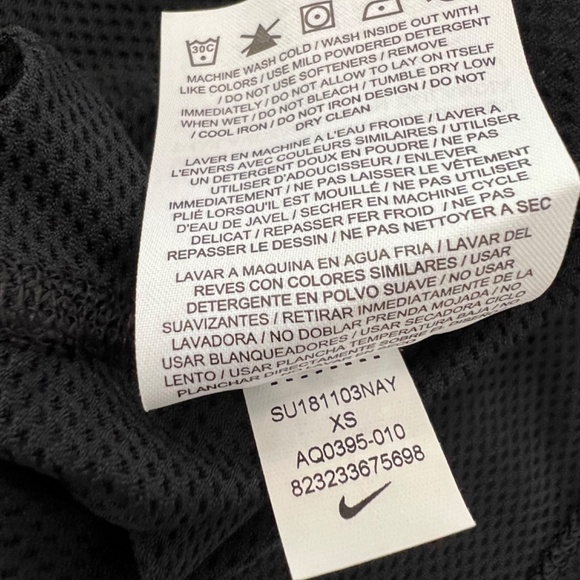 30C
MACHINE WASH COLD / WASH INSIDE OUT WITH
LIKE COLORS / USE MILD POWDERED DETERGENT
/ DO NOT USE SOFTENERS / REMOVE
IMMEDIATELY / DO NOT ALLOW TO LAY ON ITSELF
WHEN WET / DO NOT BLEACH / TUMBLE DRY LOW
/ COOL IRON / DO NOT IRON DESIGN / DO NOT
DRY CLEAN
LAVER EN MACHINE A L'EAU FROIDE / LAVER A
L'ENVERS AVEC COULEURS SIMILAIRES / UTILISER
UN DETERGENT DOUX EN POUDRE / NE PAS
UTILISER D'ADOUCISSEUR / ENLEVER
IMMEDIATEMENT / NE PAS LAISSER LE VÊTEMENT
PLIÉ LORSQU'IL EST MOUILLÉ / NE PAS UTILISER
D'EAU DE JAVEL / SECHER EN MACHINE CYCLE
DELICAT / REPASSER FER FROID / NE PAS
REPASSER LE DESSIN / NE PAS NETTOYER A SEC
LAVAR A MAQUINA EN AGUA FRIA / LAVAR DEL
REVES CON COLORES SIMILARES / USAR
DETERGENTE EN POLVO SUAVE / NO USAR
SUAVIZANTES / RETIRAR INMEDIATAMENTE DE LA
LAVADORA / NO DOBLAR PRENDA MOJADA / NO
USAR BLANQUEADORES / USAR SECADORA CICLO
LENTO / USAR PLANCHA TEMPERATURA BAJA / NO
PLANCHAR DIRECTAMENTE SOBRE
SU181103NAY
XS
AQ0395-010
823233675698